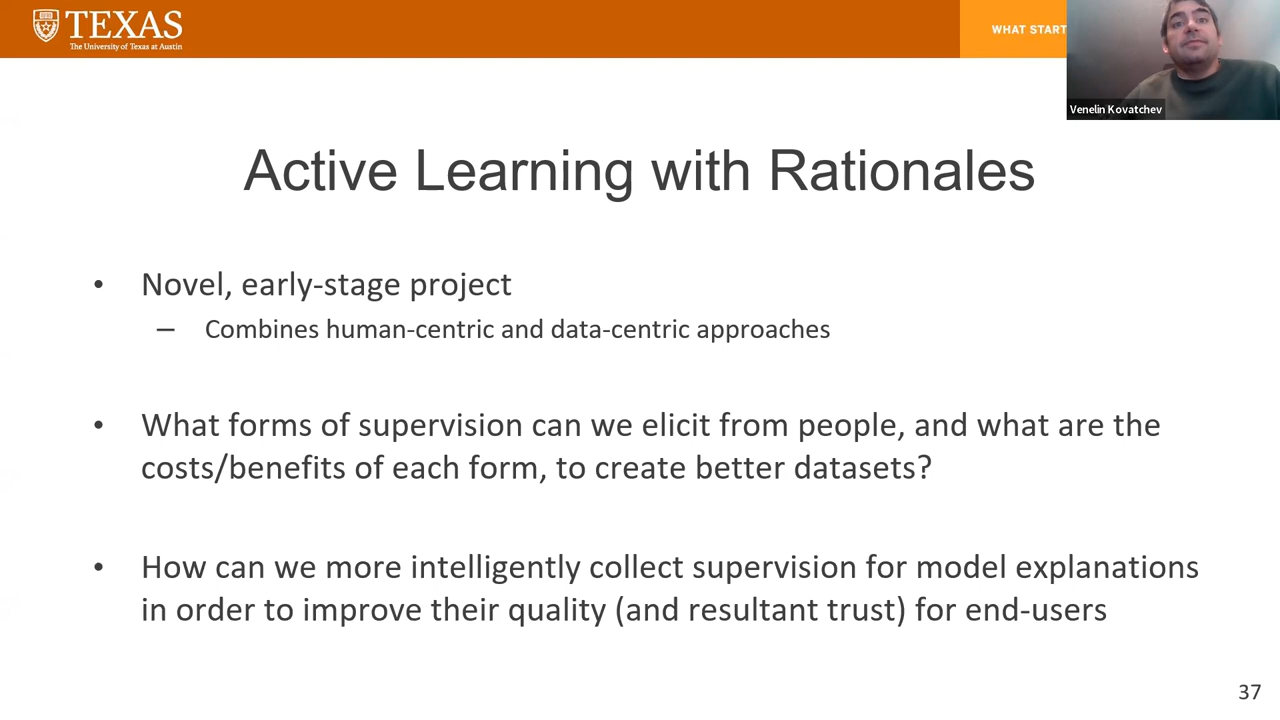 TEXAS
The University of Texas at Austin
WHAT START
Venelin Kovatchev
Active Learning with Rationales
• Novel, early-stage project
– Combines human-centric and data-centric approaches
• What forms of supervision can we elicit from people, and what are the
costs/benefits of each form, to create better datasets?
• How can we more intelligently collect supervision for model explanations
in order to improve their quality (and resultant trust) for end-users
37